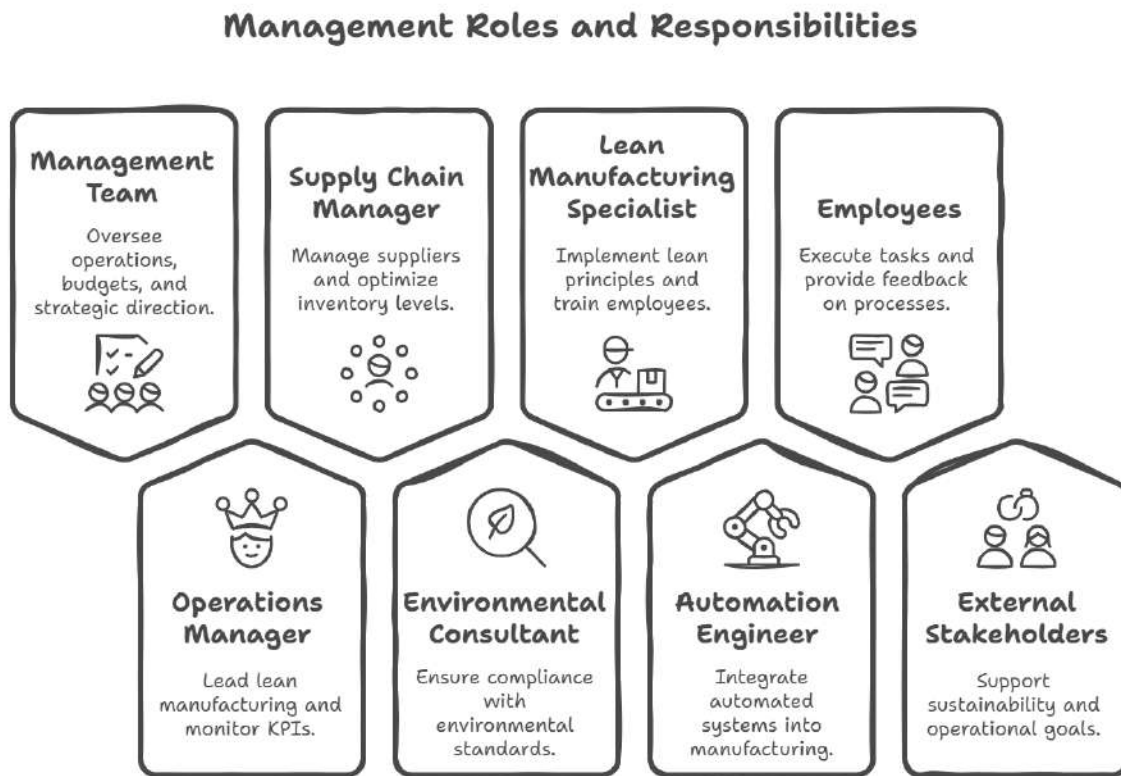 Management Roles and Responsibilities
Management
Team
Oversee
operations,
budgets, and
strategic direction.
Supply Chain
Manager
Manage suppliers
and optimize
inventory levels.
Lean
Manufacturing
Specialist
Implement lean
principles and
train employees.
Employees
Execute tasks and
provide feedback
on processes.
Operations
Manager
Lead lean
manufacturing and
monitor KPIs.
Environmental
Consultant
Ensure compliance
with
environmental
standards.
Automation
Engineer
Integrate
automated
systems into
manufacturing.
External
Stakeholders
Support
sustainability and
operational goals.